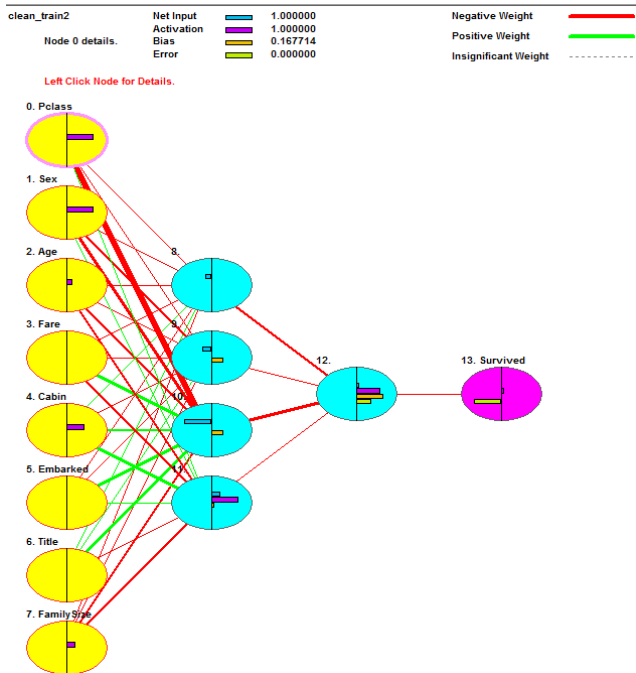 clean_train2
Node 0 details.
Net Input 1.000000
Activation 1.000000
Bias 0.167714
Error 0.000000
Negative Weight
Positive Weight
Insignificant Weight
Left Click Node for Details.
0. Pclass
1. Sex
2. Age
3. Fare
4. Cabin
5. Embarked
6. Title
7. FamilySize
8.
9.
10.
11.
12.
13. Survived